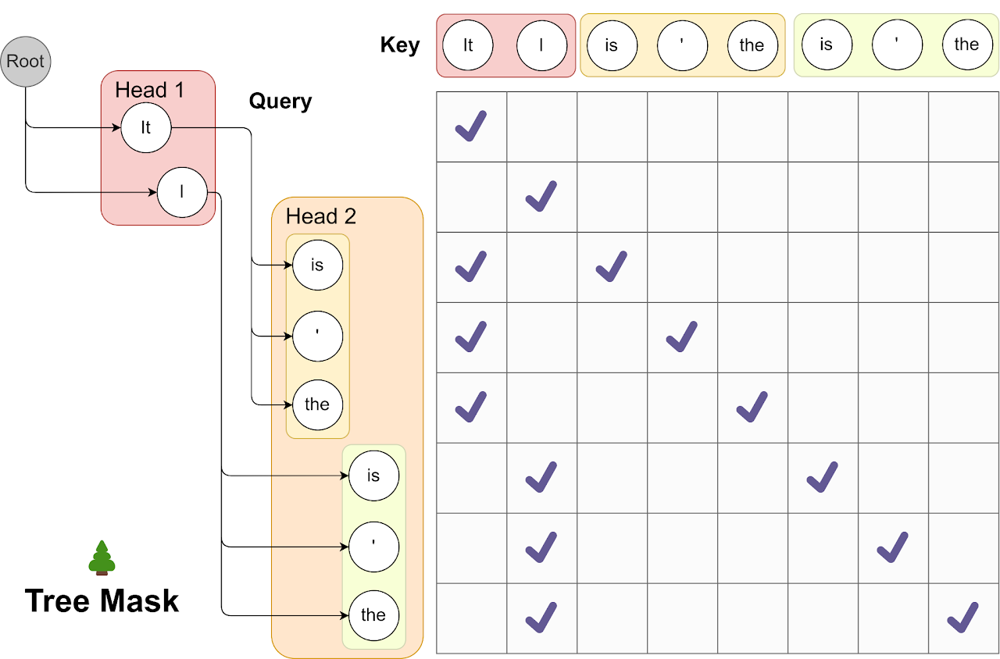 Key
It I is ' the is ' the
Root
Head 1
Query
It
I
Head 2
is
'
the
is
'
the
Tree Mask